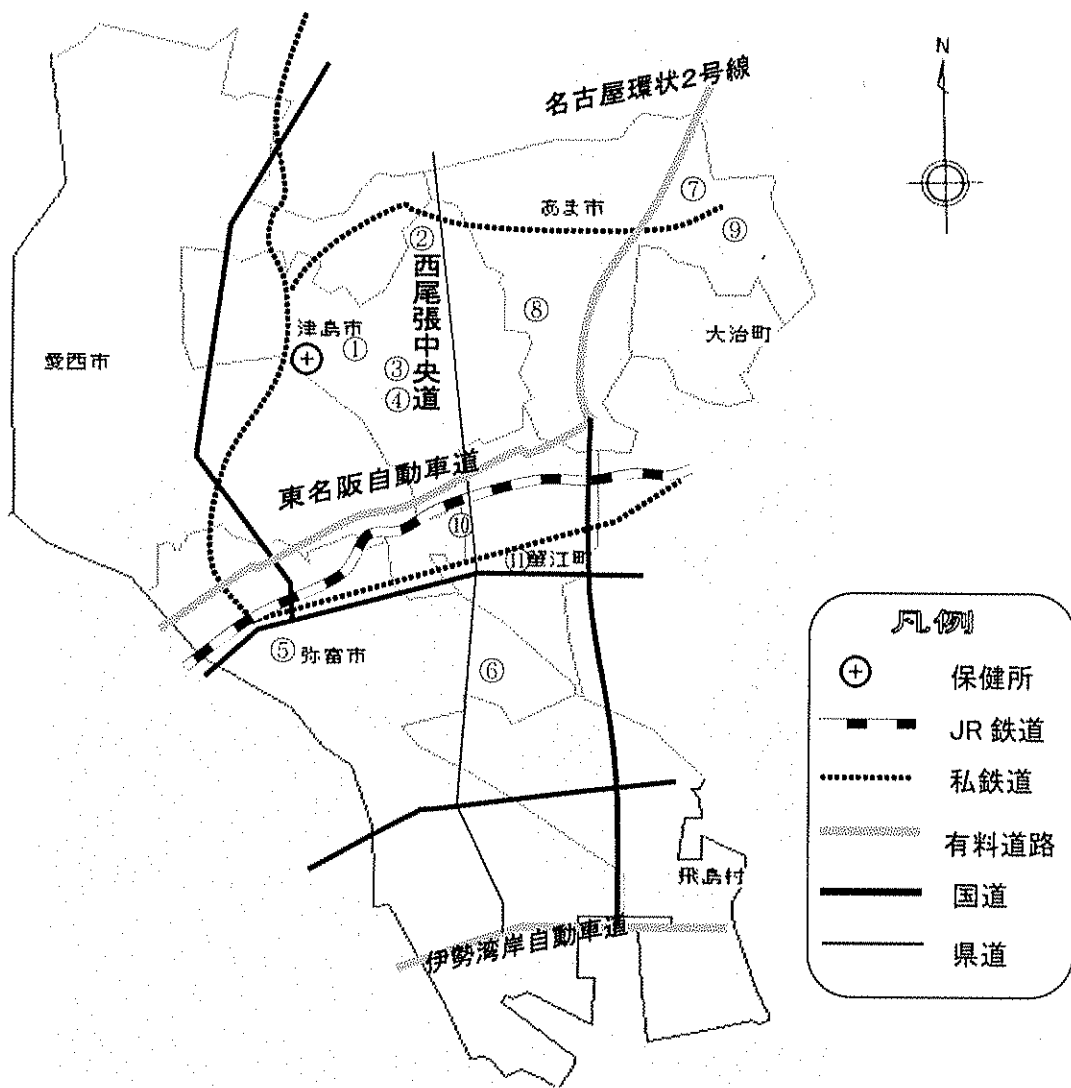 N
名古屋環状2号線
⑦
あま市
⑨
②
西尾張中央道
⑧
大治町
津島市
①
愛西市
③
④
東名阪自動車道
⑩
⑪蟹江町
⑤弥富市
⑥
飛島村
伊勢湾岸自動車道
凡例
保健所
JR 鉄道
私鉄道
有料道路
国道
県道